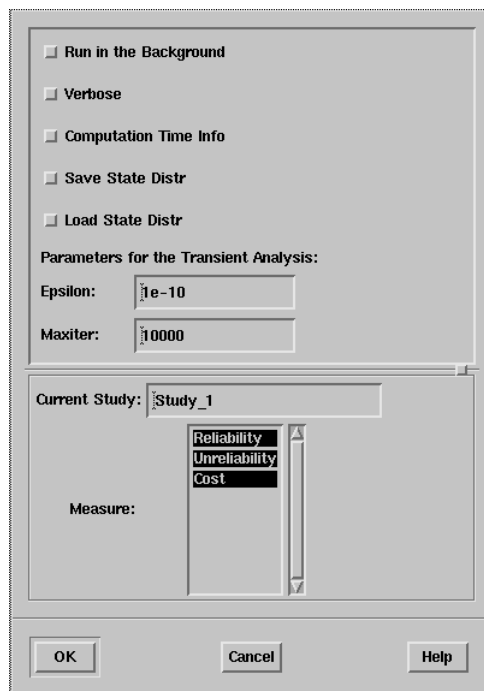 Run in the Background
Verbose
Computation Time Info
Save State Distr
Load State Distr
Parameters for the Transient Analysis:
Epsilon: 1e-10
Maxiter: 10000
Current Study: Study_1
Reliability
Unreliability
Cost
Measure:
OK Cancel Help